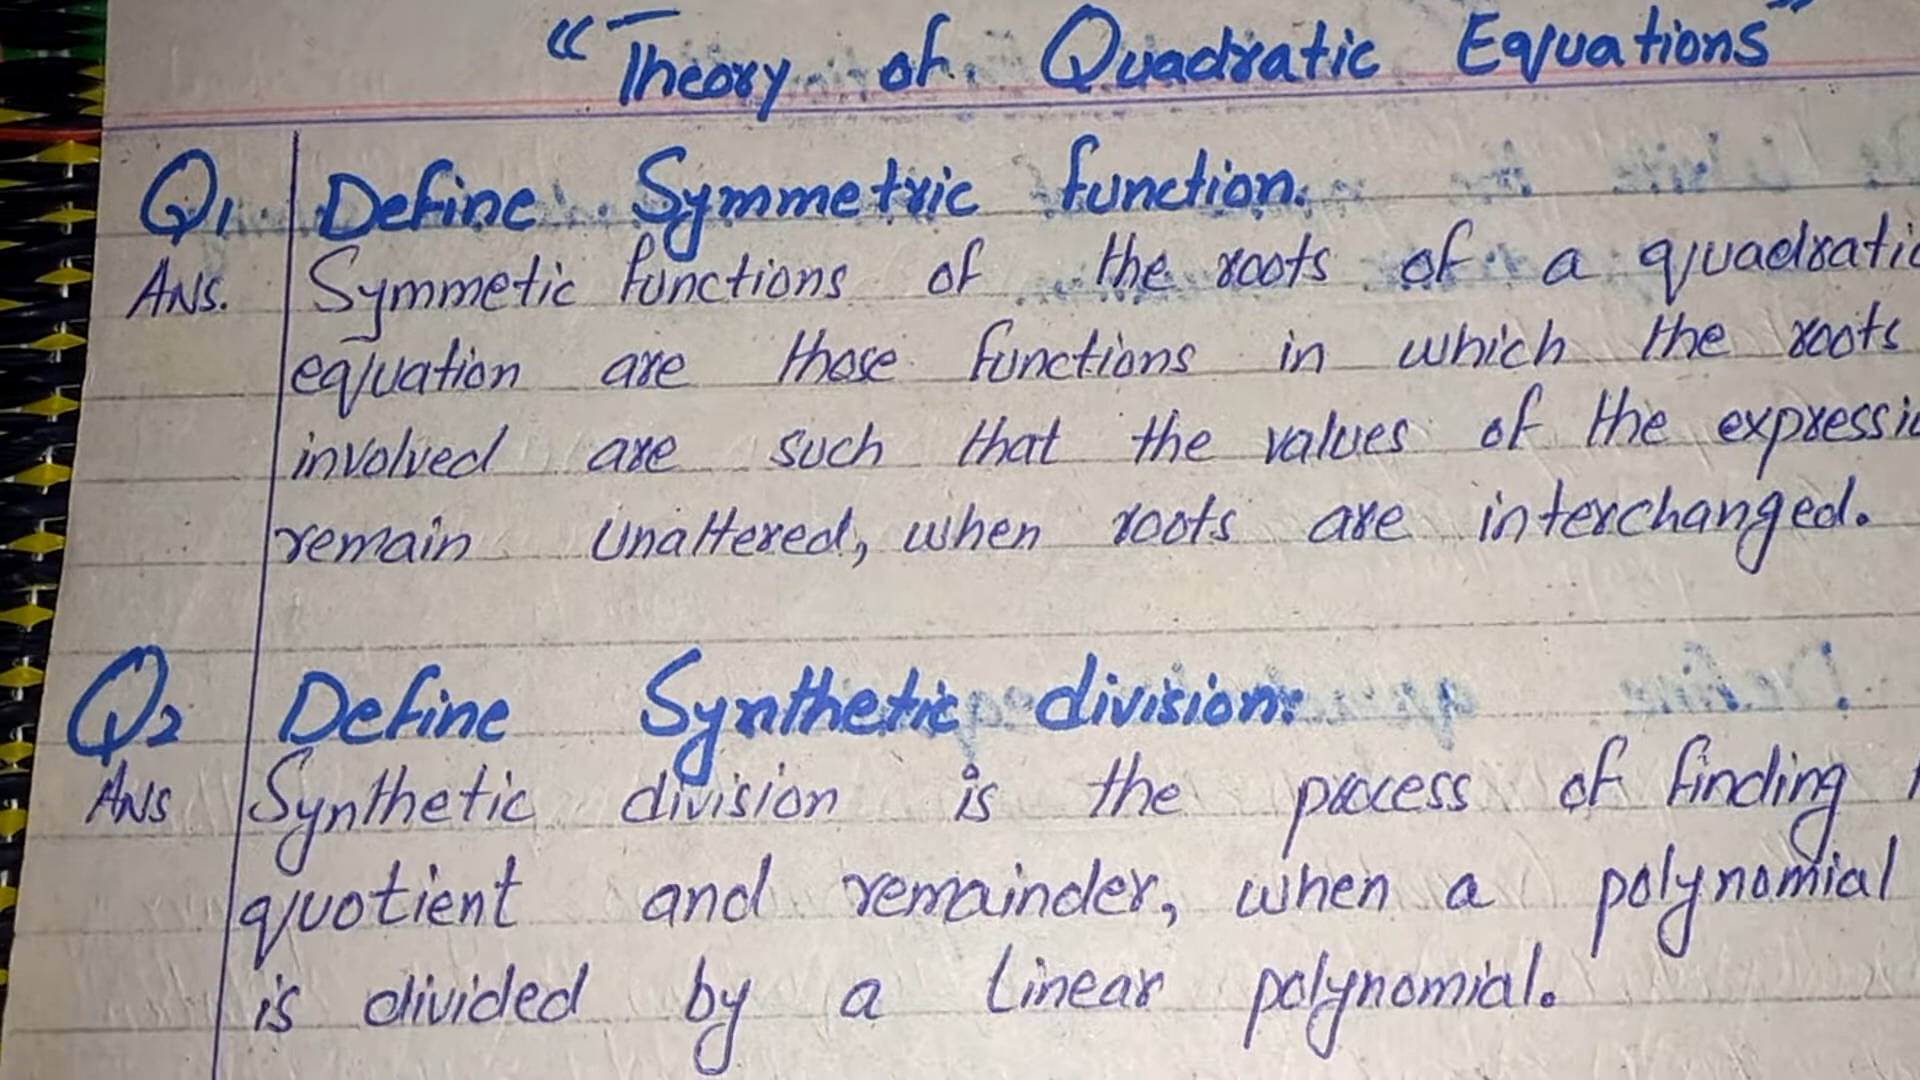 “Theory of Quadratic Equations”
Q1 Define Symmetric function.
Ans. Symmetic functions of the roots of a quadratic
equation are those functions in which the roots
involved are such that the values of the expressio
remain unaltered, when roots are interchanged.
Q2 Define Synthetic division:
Ans Synthetic division is the process of finding
quotient and remainder, when a polynomial
is divided by a linear polynomial.